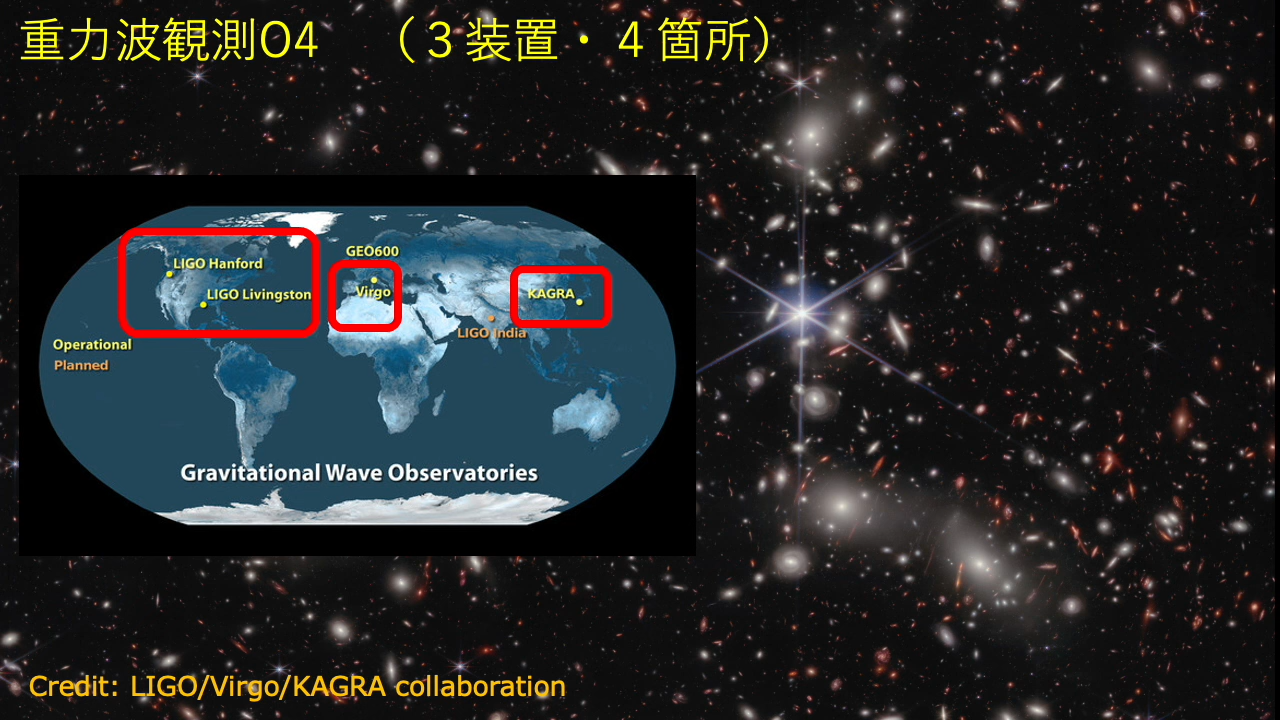 重力波観測O4 （３装置・４箇所）
GEO600
LIGO Hanford
Virgo
KAGRA
LIGO Livingston
LIGO India
Operational
Planned
Gravitational Wave Observatories
Credit: LIGO/Virgo/KAGRA collaboration